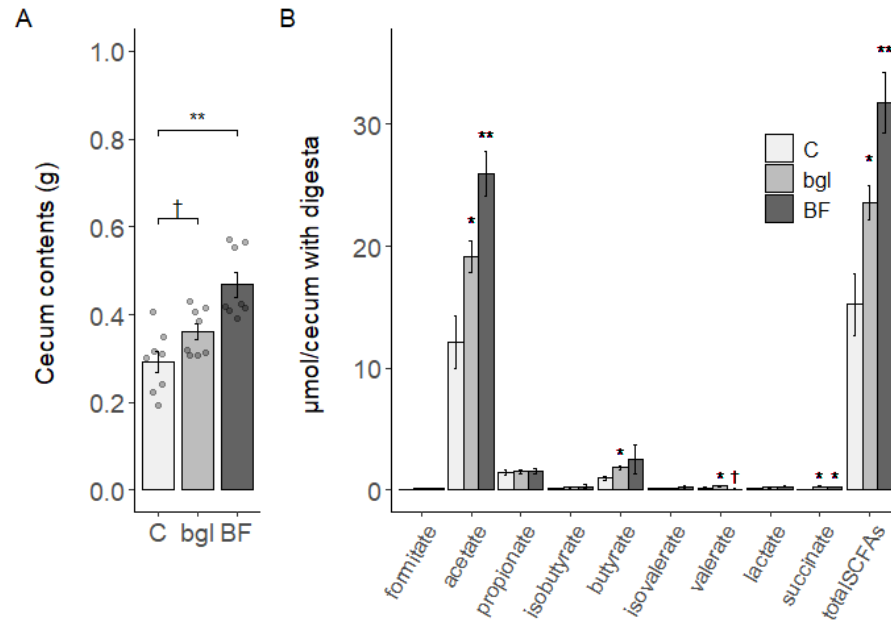 A
Cecum contents (g)
1.0
0.8
0.6
0.4
0.2
0.0
**
†
C bgl BF
B
µmol/cecum with digesta
30
20
10
0
C
bgl
BF
*
**
*
*
†
*
*
*
**
formitate
acetate
propionate
isobutyrate
butyrate
isovalerate
valerate
lactate
succinate
totalSCFAs